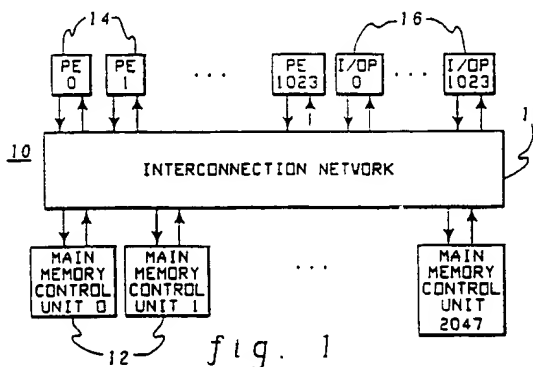 14
16
PE 0
PE 1
...
PE 1023
I/OP 0
...
I/OP 1023
1
10
INTERCONNECTION NETWORK
MAIN MEMORY CONTROL UNIT 0
MAIN MEMORY CONTROL UNIT 1
...
MAIN MEMORY CONTROL UNIT 2047
12
fig. 1